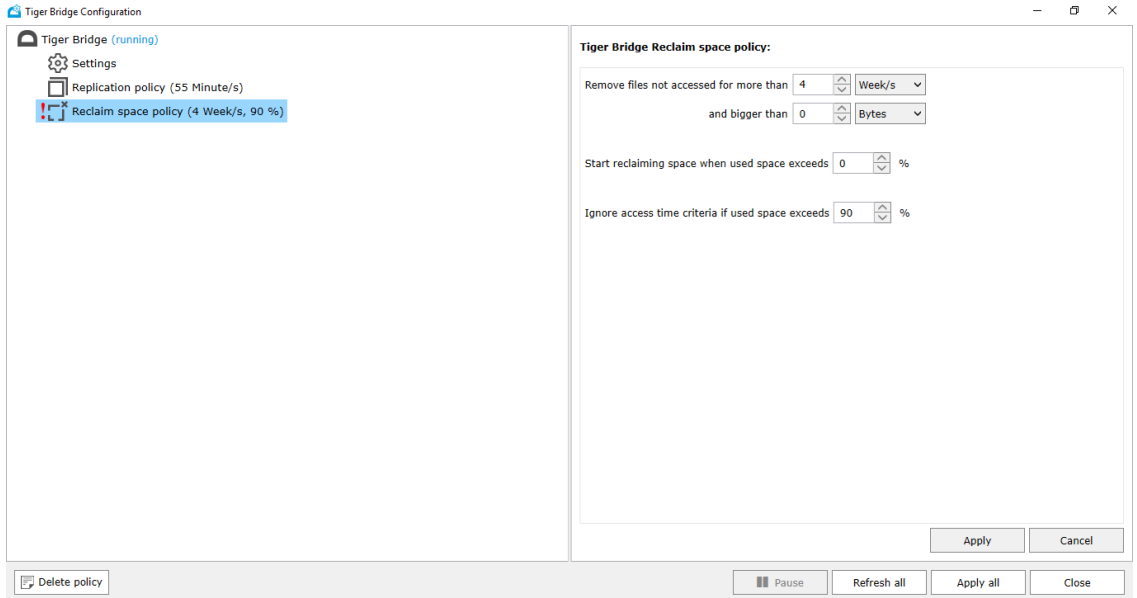 Tiger Bridge Configuration
Tiger Bridge (running)
Settings
Replication policy (55 Minute/s)
Reclaim space policy (4 Week/s, 90 %)
Tiger Bridge Reclaim space policy:
Remove files not accessed for more than 4 Week/s
and bigger than 0 Bytes
Start reclaiming space when used space exceeds 0 %
Ignore access time criteria if used space exceeds 90 %
Apply Cancel
Delete policy Pause Refresh all Apply all Close